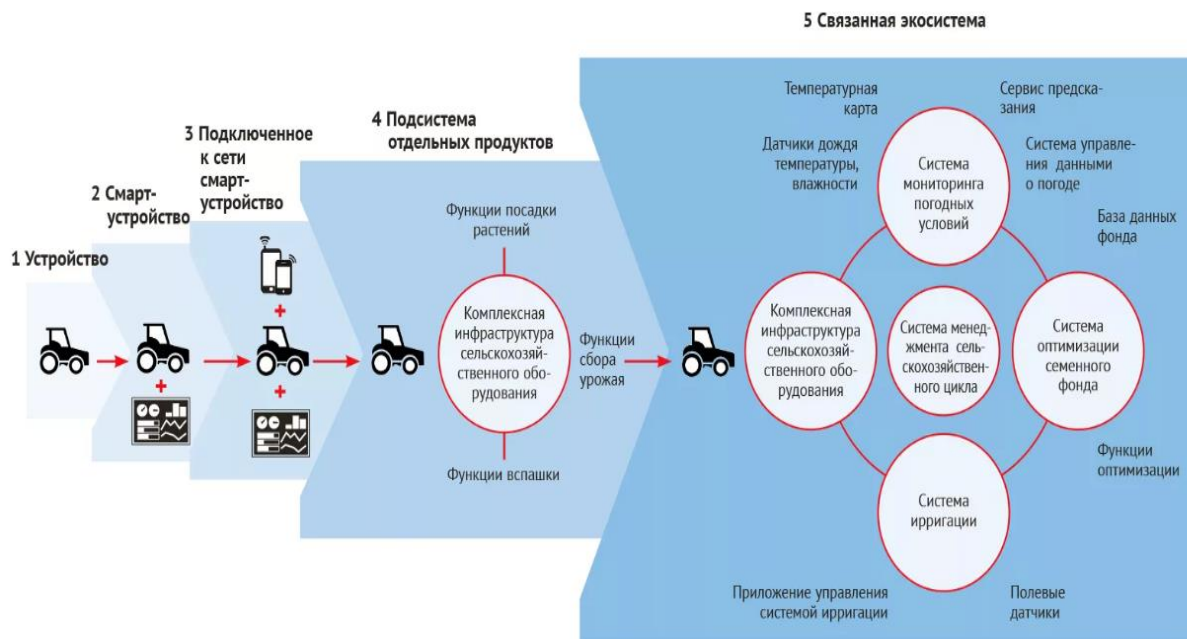 5 Связанная экосистема
1 Устройство
2 Смарт-
устройство
3 Подключенное
к сети
смарт-
устройство
4 Подсистема
отдельных продуктов
Функции посадки
растений
Комплексная
инфраструктура
сельскохозяй-
ственного обо-
рудования
Функции
сбора
урожая
Функции вспашки
Температурная
карта
Датчики дождя
температуры,
влажности
Система
мониторинга
погодных
условий
Сервис предска-
зания
Система управле-
ния данными
о погоде
База данных
фонда
Комплексная
инфраструктура
сельскохозяй-
ственного обо-
рудования
Система менед-
жмента сель-
скохозяйствен-
ного цикла
Система
оптимизации
семенного
фонда
Функции
оптимизации
Система
ирригации
Приложение управления
системой ирригации
Полевые
датчики